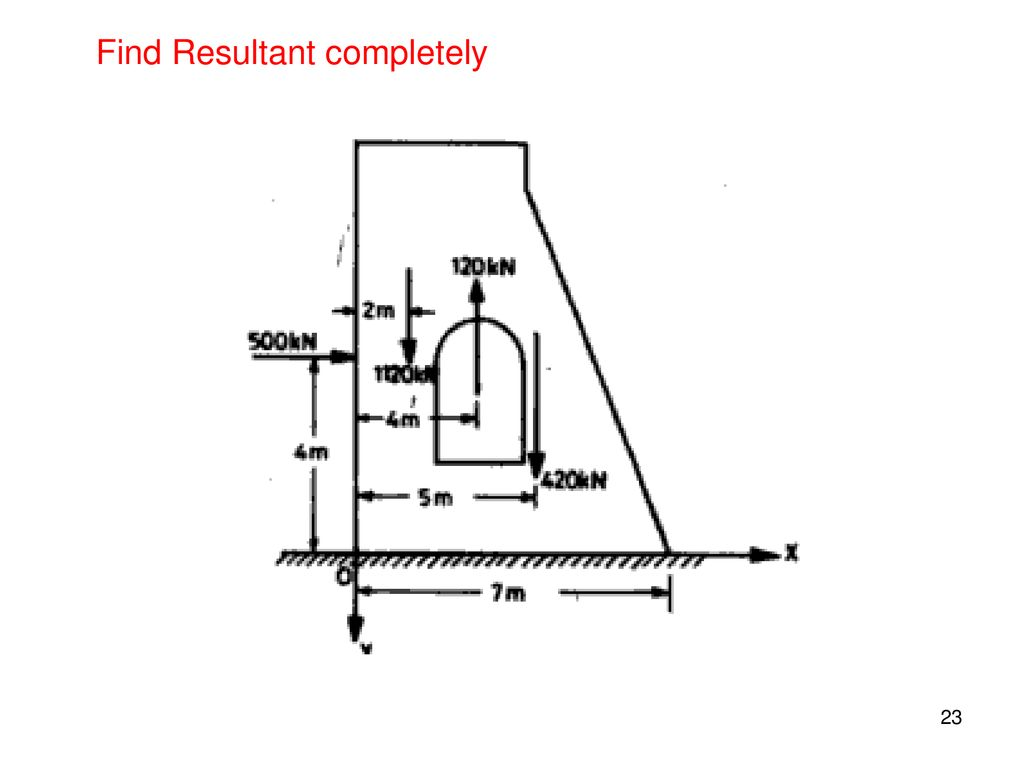 Find Resultant completely
120kN
2m
500kN
1120kN
4m
4m
420kN
5m
X
O
7m
y
23